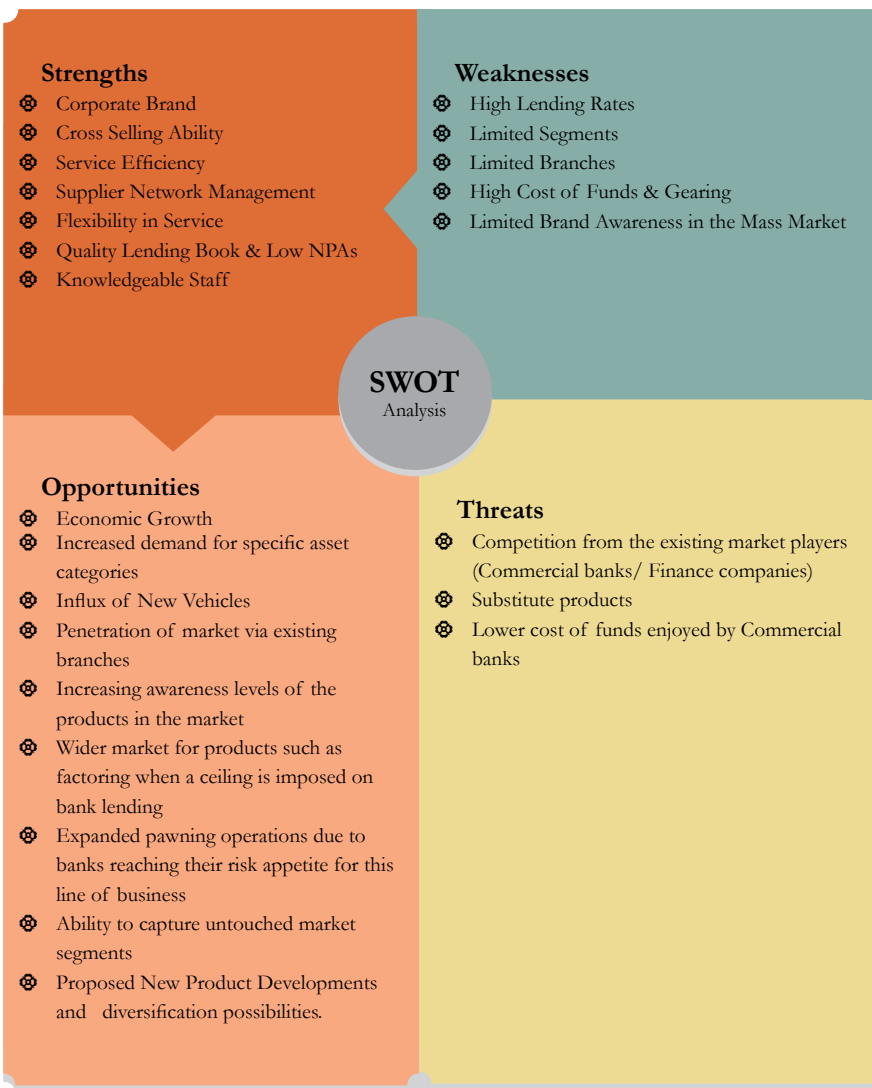 Strengths
Corporate Brand
Cross Selling Ability
Service Efficiency
Supplier Network Management
Flexibility in Service
Quality Lending Book & Low NPAs
Knowledgeable Staff
Weaknesses
High Lending Rates
Limited Segments
Limited Branches
High Cost of Funds & Gearing
Limited Brand Awareness in the Mass Market
SWOT
Analysis
Opportunities
Economic Growth
Increased demand for specific asset
categories
Influx of New Vehicles
Penetration of market via existing
branches
Increasing awareness levels of the
products in the market
Wider market for products such as
factoring when a ceiling is imposed on
bank lending
Expanded pawning operations due to
banks reaching their risk appetite for this
line of business
Ability to capture untouched market
segments
Proposed New Product Developments
and diversification possibilities.
Threats
Competition from the existing market players
(Commercial banks/ Finance companies)
Substitute products
Lower cost of funds enjoyed by Commercial
banks